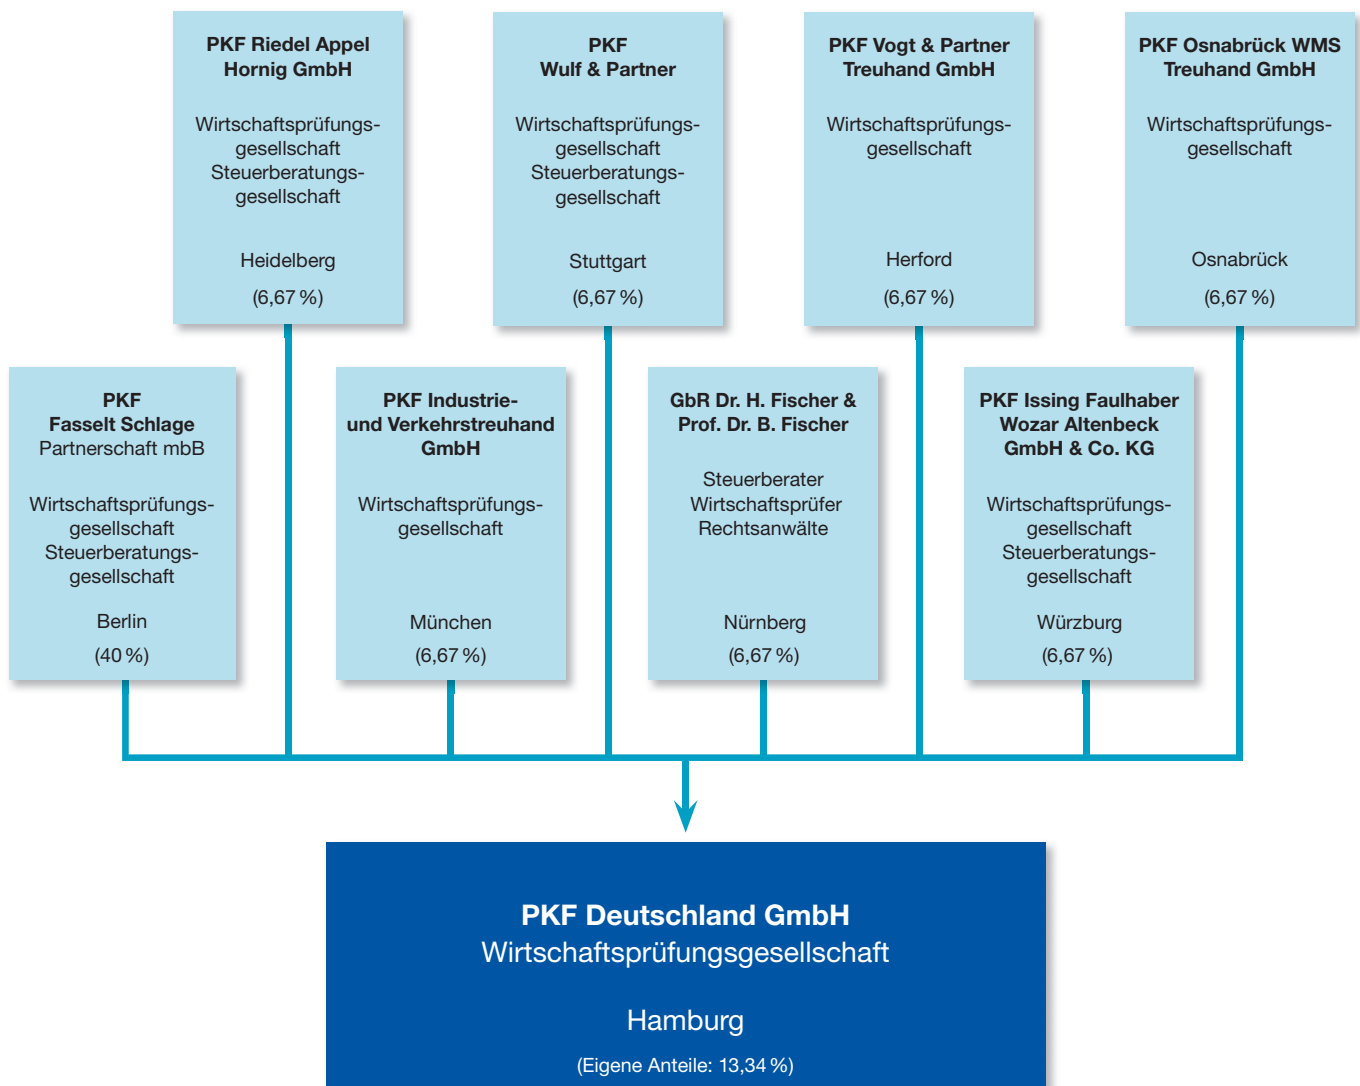 PKF Riedel Appel
Hornig GmbH
Wirtschaftsprüfungs-
gesellschaft
Steuerberatungs-
gesellschaft
Heidelberg
(6,67 %)
PKF
Wulf & Partner
Wirtschaftsprüfungs-
gesellschaft
Steuerberatungs-
gesellschaft
Stuttgart
(6,67 %)
PKF Vogt & Partner
Treuhand GmbH
Wirtschaftsprüfungs-
gesellschaft
Herford
(6,67 %)
PKF Osnabrück WMS
Treuhand GmbH
Wirtschaftsprüfungs-
gesellschaft
Osnabrück
(6,67 %)
PKF
Fasselt Schlage
Partnerschaft mbB
Wirtschaftsprüfungs-
gesellschaft
Steuerberatungs-
gesellschaft
Berlin
(40 %)
PKF Industrie-
und Verkehrstreuhand
GmbH
Wirtschaftsprüfungs-
gesellschaft
München
(6,67 %)
GbR Dr. H. Fischer &
Prof. Dr. B. Fischer
Steuerberater
Wirtschaftsprüfer
Rechtsanwälte
Nürnberg
(6,67 %)
PKF Issing Faulhaber
Wozar Altenbeck
GmbH & Co. KG
Wirtschaftsprüfungs-
gesellschaft
Steuerberatungs-
gesellschaft
Würzburg
(6,67 %)
PKF Deutschland GmbH
Wirtschaftsprüfungsgesellschaft
Hamburg
(Eigene Anteile: 13,34 %)